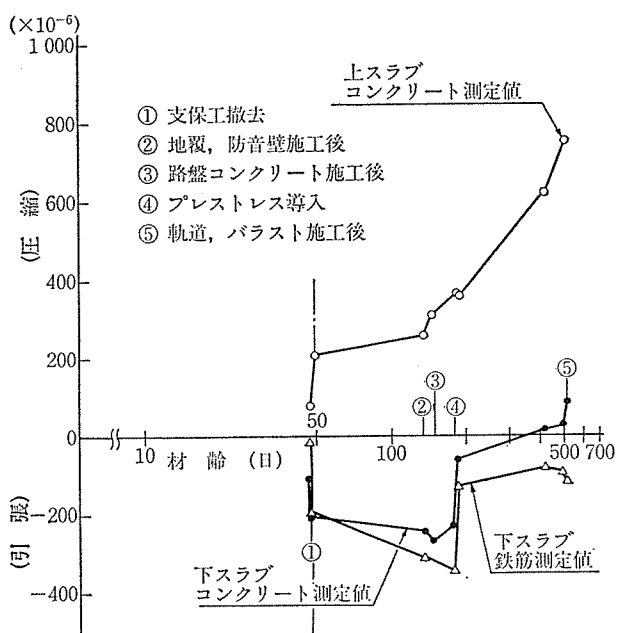 (×10⁻⁶)
1 000
800
600
400
200
0
−200
−400
(圧縮)
(引張)
上スラブ
コンクリート測定値
① 支保工撤去
② 地覆，防音壁施工後
③ 路盤コンクリート施工後
④ プレストレス導入
⑤ 軌道，バラスト施工後
③ ⑤
50 ② ④
10 100 500 700
材 齢 (日)
①
下スラブ
コンクリート測定値
下スラブ
鉄筋測定値